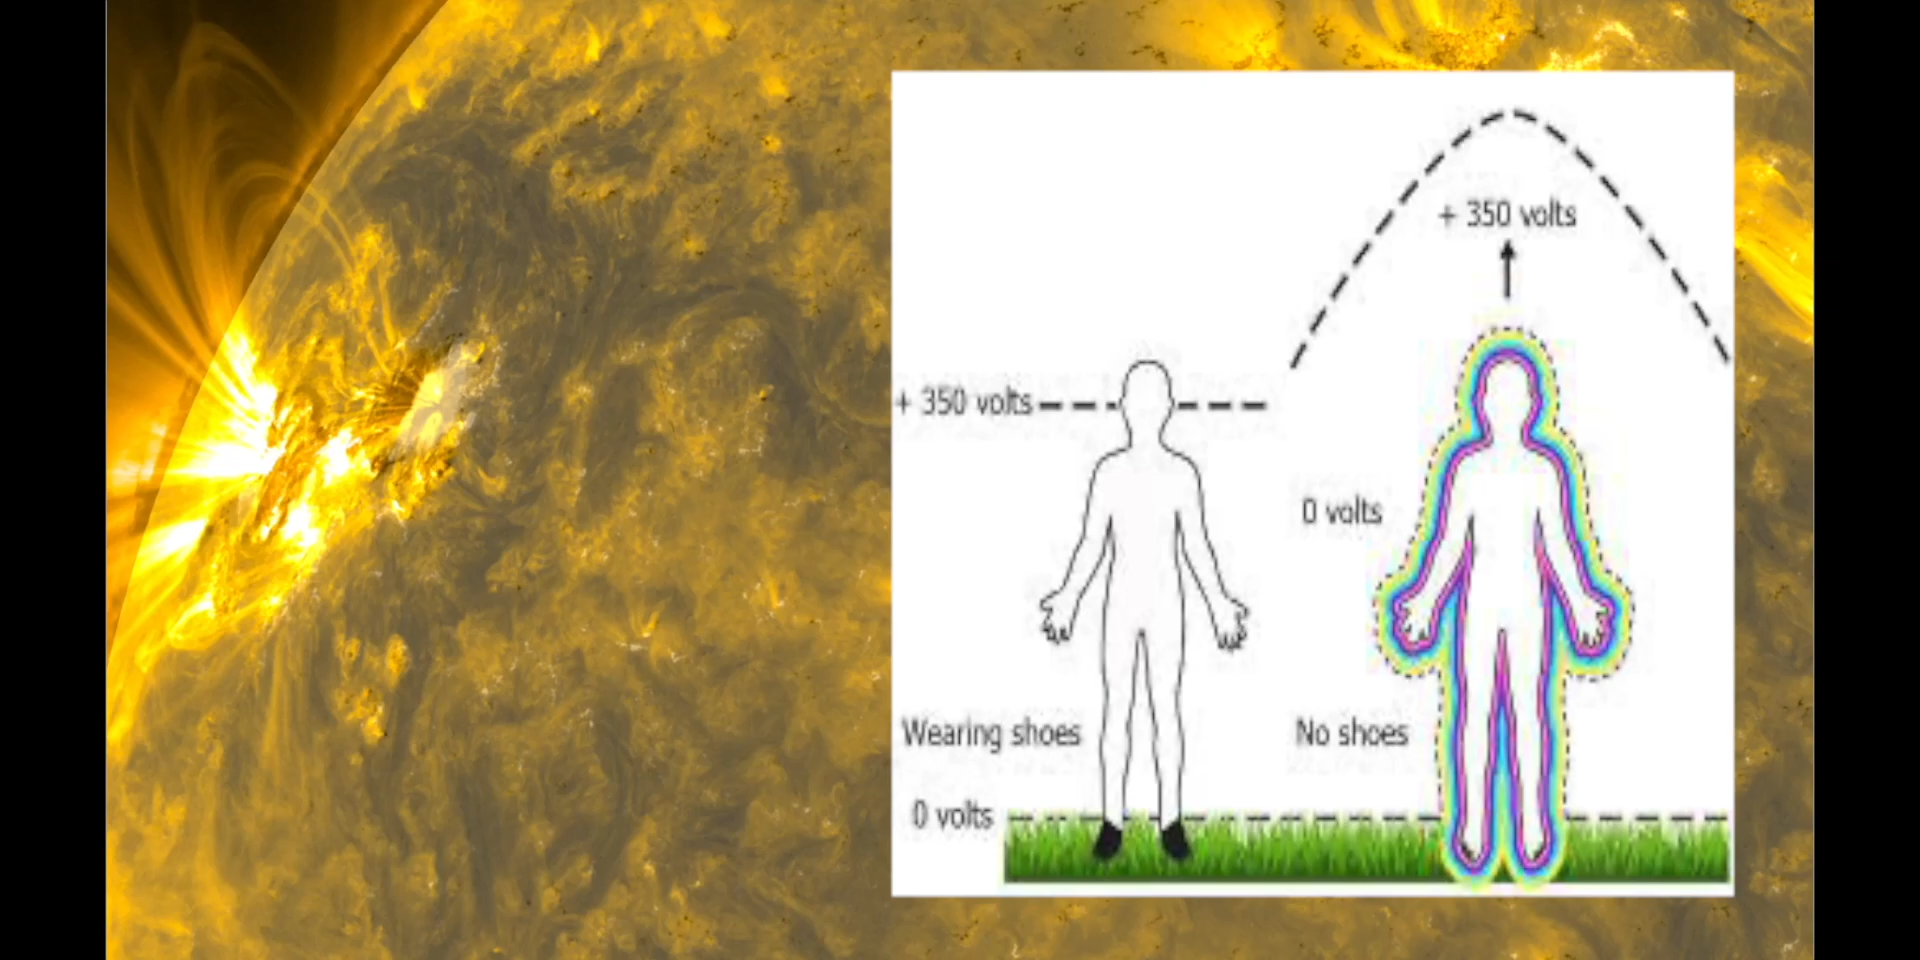 + 350 volts
+ 350 volts
0 volts
Wearing shoes
No shoes
0 volts